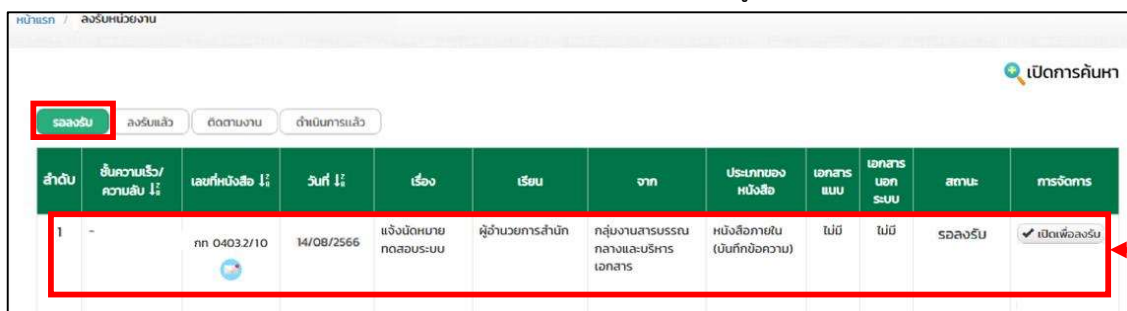 หน้าแรก / ลงรับหน่วยงาน
เปิดการค้นหา
รอลงรับ ลงรับแล้ว ติดตามงาน ดำเนินการแล้ว
ลำดับ ชั้นความเร็ว/ความลับ เลขที่หนังสือ วันที่ เรื่อง เรียน จาก ประเภทของหนังสือ เอกสารแนบ เอกสารนอกระบบ สถานะ การจัดการ
1 - กก 0403.2/10 14/08/2566 แจ้งนัดหมายทดสอบระบบ ผู้อำนวยการสำนัก กลุ่มงานสารบรรณกลางและบริหารเอกสาร หนังสือภายใน (บันทึกข้อความ) ไม่มี ไม่มี รอลงรับ เปิดเพื่อลงรับ